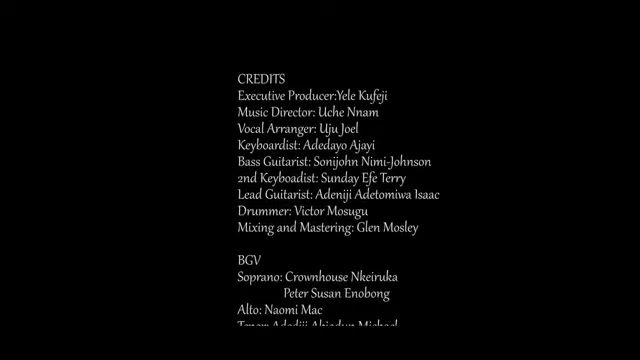 CREDITS
Executive Producer:Yele Kufeji
Music Director: Uche Nnam
Vocal Arranger: Uju Joel
Keyboardist: Adedayo Ajayi
Bass Guitarist: Sonijohn Nimi-Johnson
2nd Keyboadist: Sunday Efe Terry
Lead Guitarist: Adeniji Adetomiwa Isaac
Drummer: Victor Mosugu
Mixing and Mastering: Glen Mosley
BGV
Soprano: Crownhouse Nkeiruka
Peter Susan Enobong
Alto: Naomi Mac